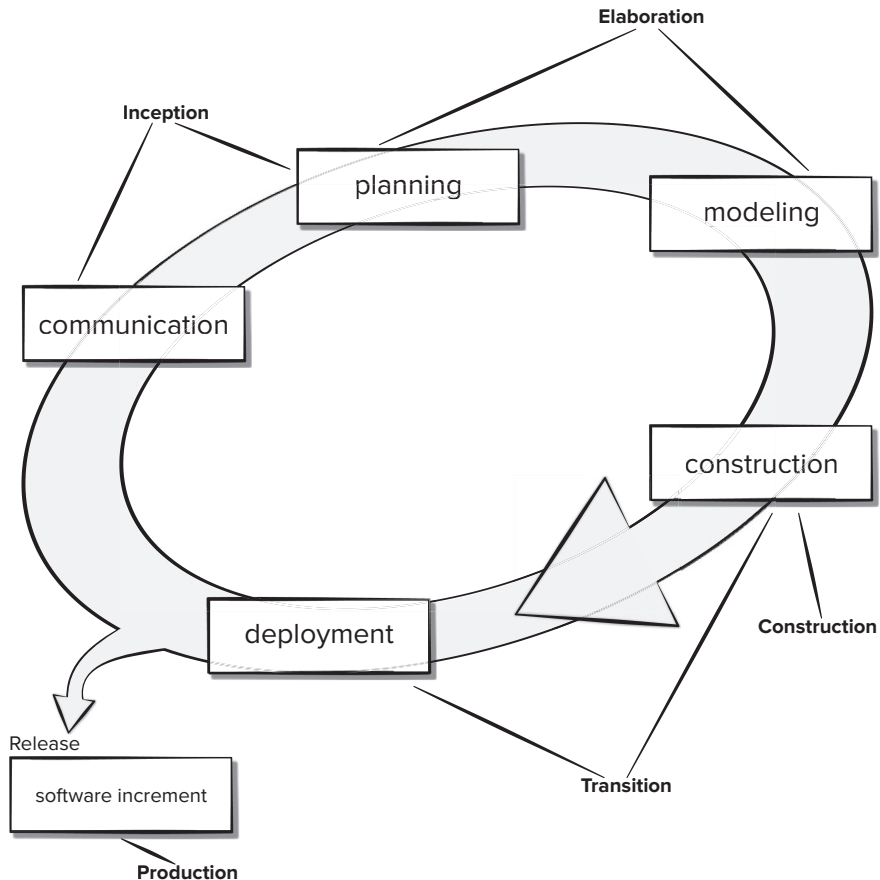 Elaboration
Inception
planning
modeling
communication
construction
deployment
Construction
Release
Transition
software increment
Production